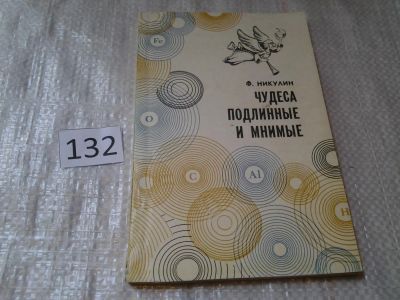 Fe
Ф. НИКУЛИН
ЧУДЕСА
ПОДЛИННЫЕ
И МНИМЫЕ
132
O
C
Al
H